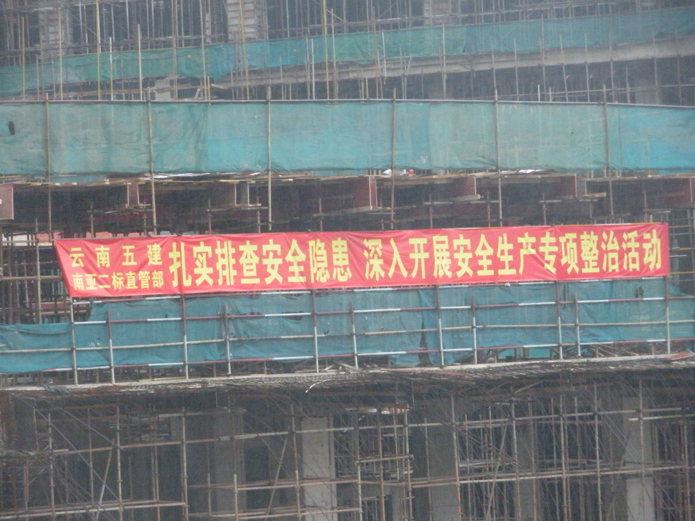 云南五建
南亚二标直管部
扎实排查安全隐患 深入开展安全生产专项整治活动